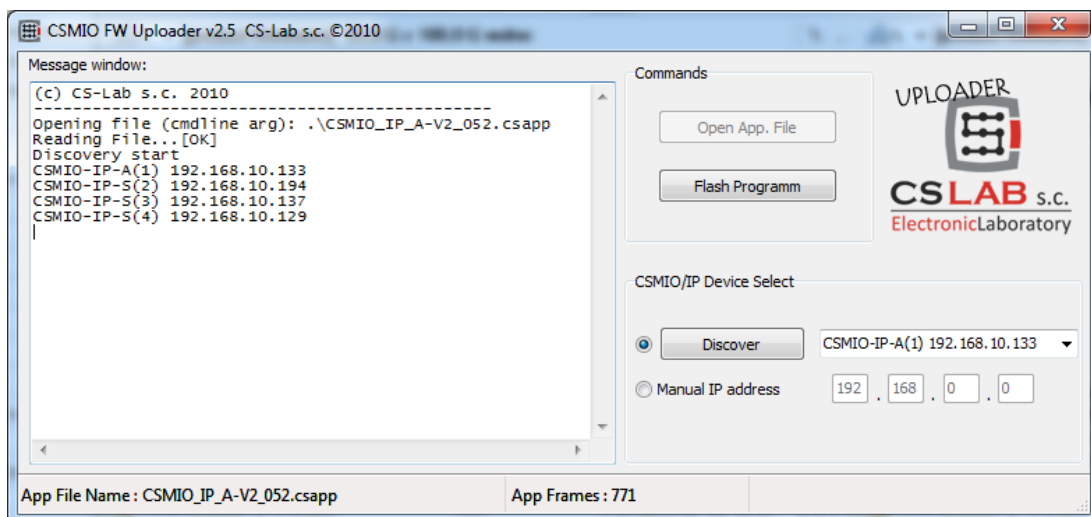 CSMIO FW Uploader v2.5 CS-Lab s.c. ©2010
Message window:
(c) CS-Lab s.c. 2010
-----------------------------------------------
Opening file (cmdline arg): .\CSMIO_IP_A-V2_052.csapp
Reading File...[OK]
Discovery start
CSMIO-IP-A(1) 192.168.10.133
CSMIO-IP-S(2) 192.168.10.194
CSMIO-IP-S(3) 192.168.10.137
CSMIO-IP-S(4) 192.168.10.129
Commands
Open App. File
Flash Programm
UPLOADER
CSLAB s.c.
ElectronicLaboratory
CSMIO/IP Device Select
Discover
CSMIO-IP-A(1) 192.168.10.133
Manual IP address
192 . 168 . 0 . 0
App File Name : CSMIO_IP_A-V2_052.csapp
App Frames : 771